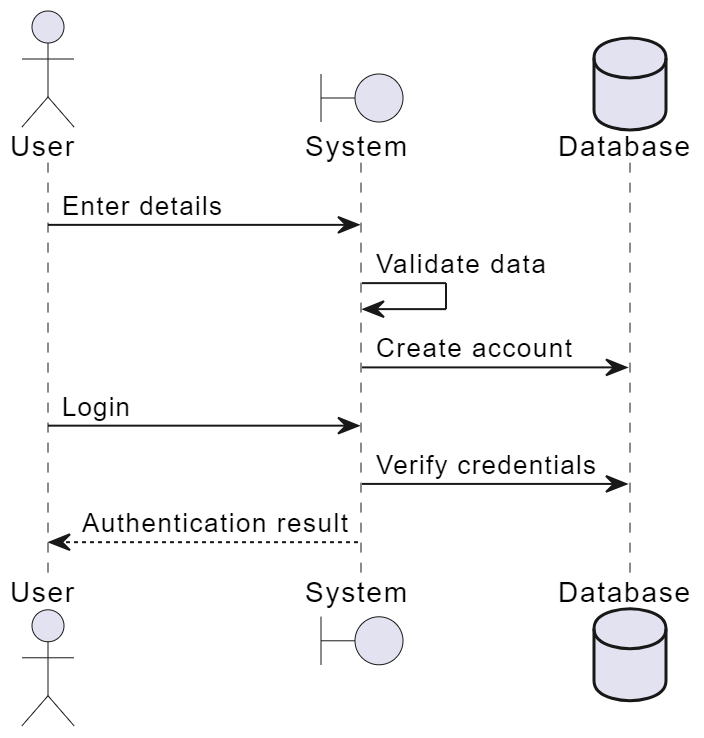 User
System
Database
Enter details
Validate data
Create account
Login
Verify credentials
Authentication result
User
System
Database